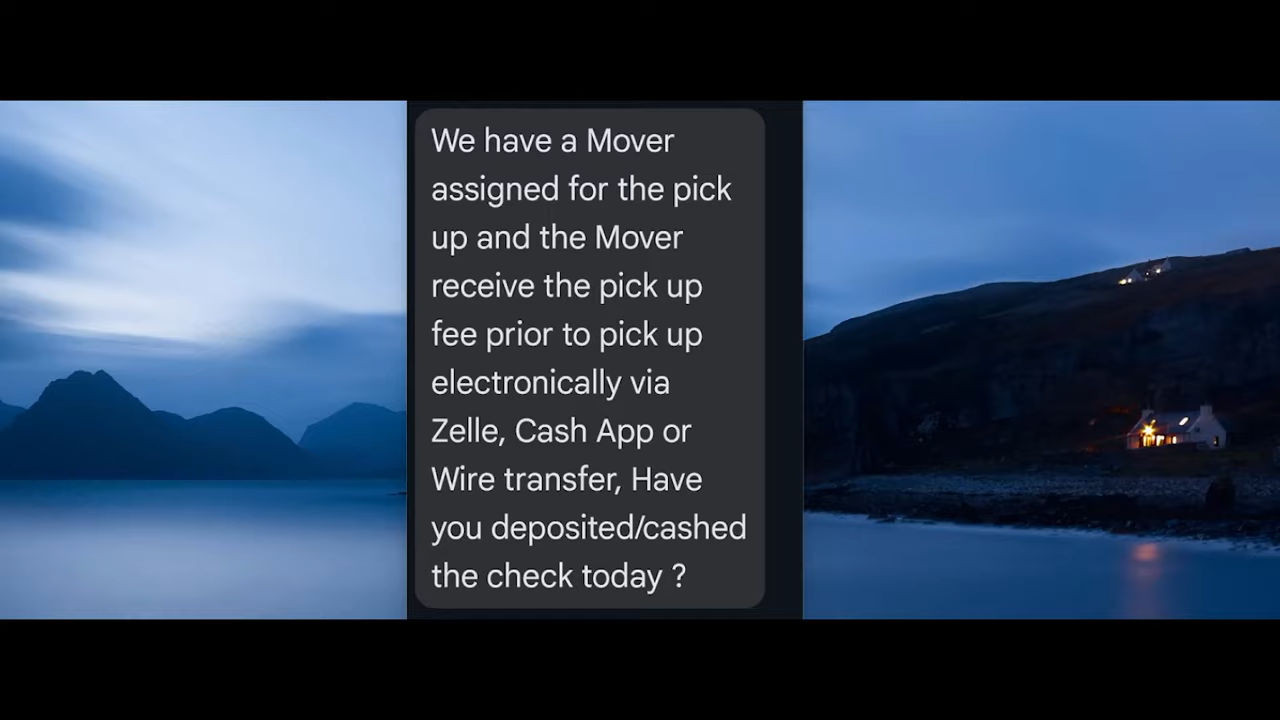 We have a Mover
assigned for the pick
up and the Mover
receive the pick up
fee prior to pick up
electronically via
Zelle, Cash App or
Wire transfer, Have
you deposited/cashed
the check today ?